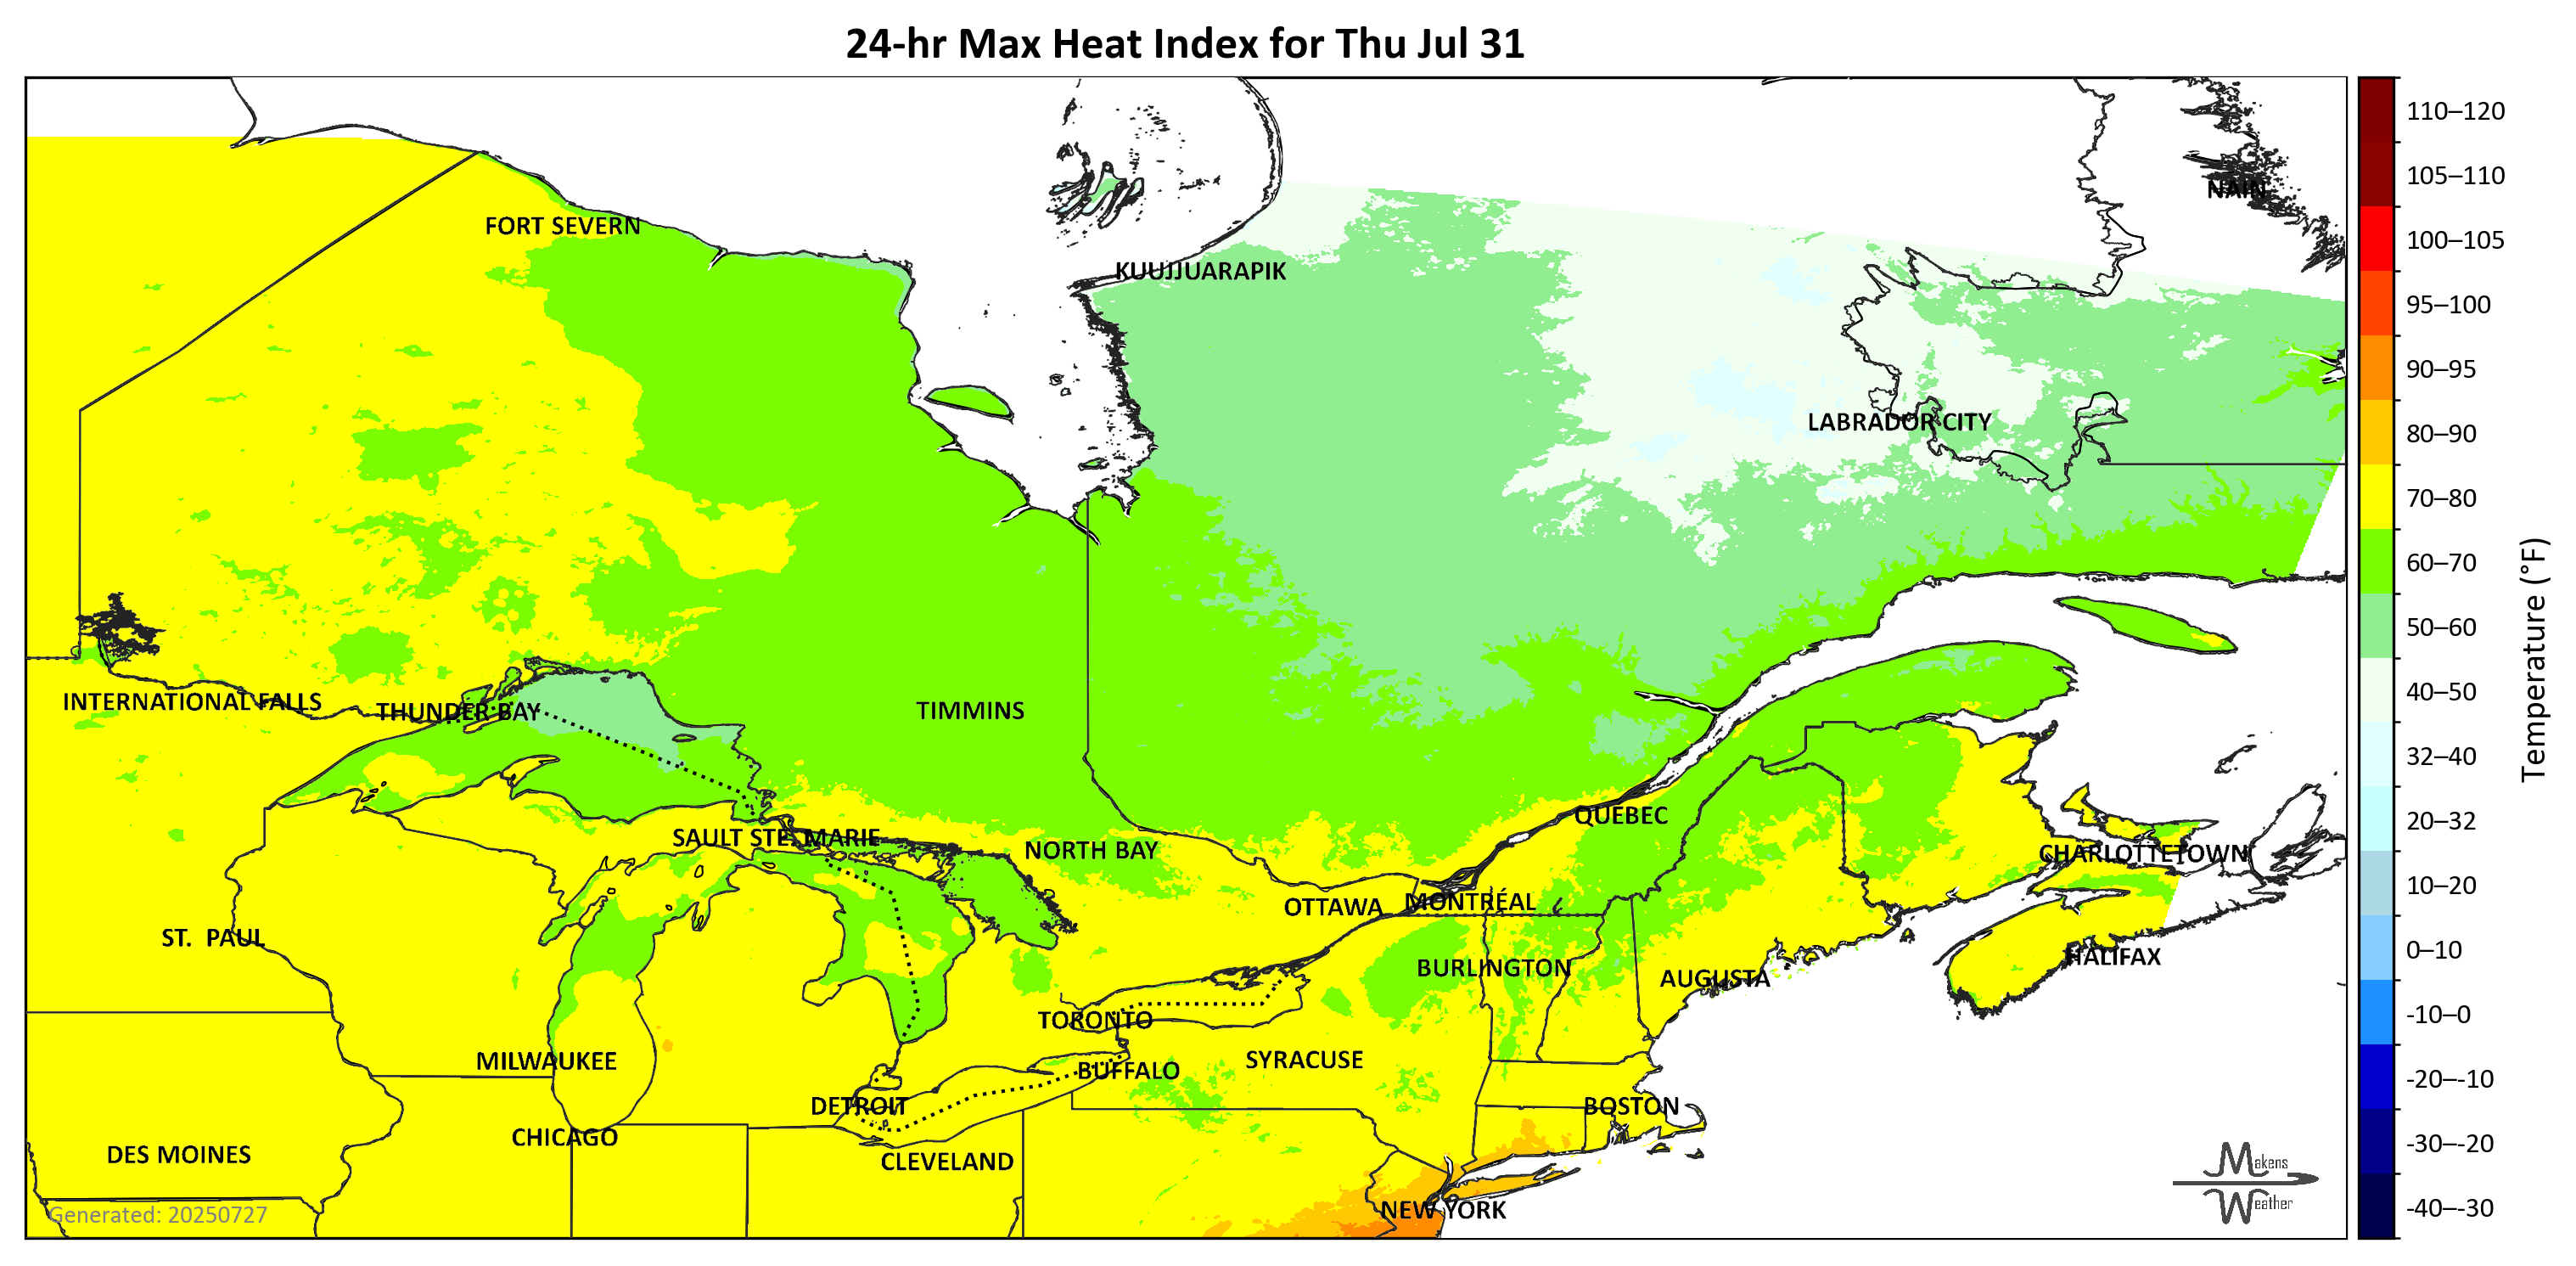 24-hr Max Heat Index for Thu Jul 31
NAIN
FORT SEVERN
KUUJJUARAPIK
LABRADOR CITY
INTERNATIONAL FALLS
THUNDER BAY
TIMMINS
QUEBEC
SAULT STE. MARIE
NORTH BAY
CHARLOTTETOWN
OTTAWA
MONTRÉAL
ST.  PAUL
HALIFAX
BURLINGTON
AUGUSTA
TORONTO
MILWAUKEE
SYRACUSE
BUFFALO
DETROIT
BOSTON
CHICAGO
DES MOINES
CLEVELAND
NEW YORK
Generated: 20250727
Makens
Weather
110–120
105–110
100–105
95–100
90–95
80–90
70–80
60–70
50–60
40–50
32–40
20–32
10–20
0–10
-10–0
-20–-10
-30–-20
-40–-30
Temperature (°F)